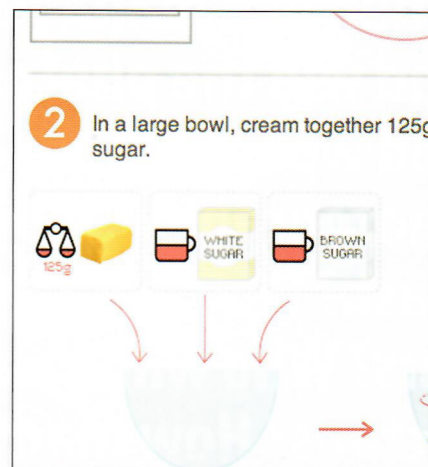 2 In a large bowl, cream together 125g
sugar.
125g
WHITE
SUGAR
BROWN
SUGAR